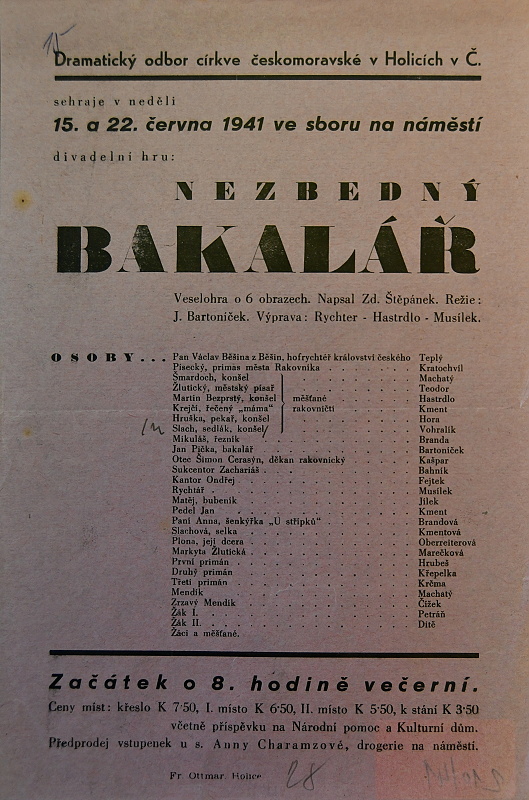 15
Dramatický odbor církve českomoravské v Holicích v Č.
sehraje v neděli
15. a 22. června 1941 ve sboru na náměstí
divadelní hru:
NEZBEDNÝ
BAKALÁŘ
Veselohra o 6 obrazech. Napsal Zd. Štěpánek. Režie:
J. Bartoníček. Výprava: Rychter - Hastrdlo - Musílek.
OSOBY... Pan Václav Běšina z Běšin, hofrychtéř království českého Teplý
Písecký, primas města Rakovníka . . . Kratochvíl
Šmardoch, konšel Machatý
Žlutický, městský písař Teodor
Martin Bezprstý, konšel měšťané Hastrdlo
Krejčí, řečený „máma“ rakovničtí Kment
Hruška, pekař, konšel Hora
Slach, sedlák, konšel Vohralík
Mikuláš, řezník . . . Branda
Jan Pička, bakalář . . . Bartoníček
Otec Šimon Cerasýn, děkan rakovnický . . . Kašpar
Sukcentor Zachariáš . . . Bahník
Kantor Ondřej . . . Fejtek
Rychtář . . . Musílek
Matěj, bubeník . . . Jílek
Pedel Jan . . . Kment
Paní Anna, šenkýřka „U střípků“ . . . Brandová
Slachová, selka . . . Kmentová
Plona, její dcera . . . Oberreiterová
Markyta Žlutická . . . Marečková
První primán . . . Hrubeš
Druhý primán . . . Křepelka
Třetí primán . . . Krčma
Mendík . . . Machatý
Zrzavý Mendík . . . Čížek
Žák I. . . . Petráň
Žák II. . . . Dítě
Žáci a měšťané.
Začátek o 8. hodině večerní.
Ceny míst: křeslo K 7·50, I. místo K 6·50, II. místo K 5·50, k stání K 3·50
včetně příspěvku na Národní pomoc a Kulturní dům.
Předprodej vstupenek u s. Anny Charamzové, drogerie na náměstí.
Fr. Ottmar, Holice
28